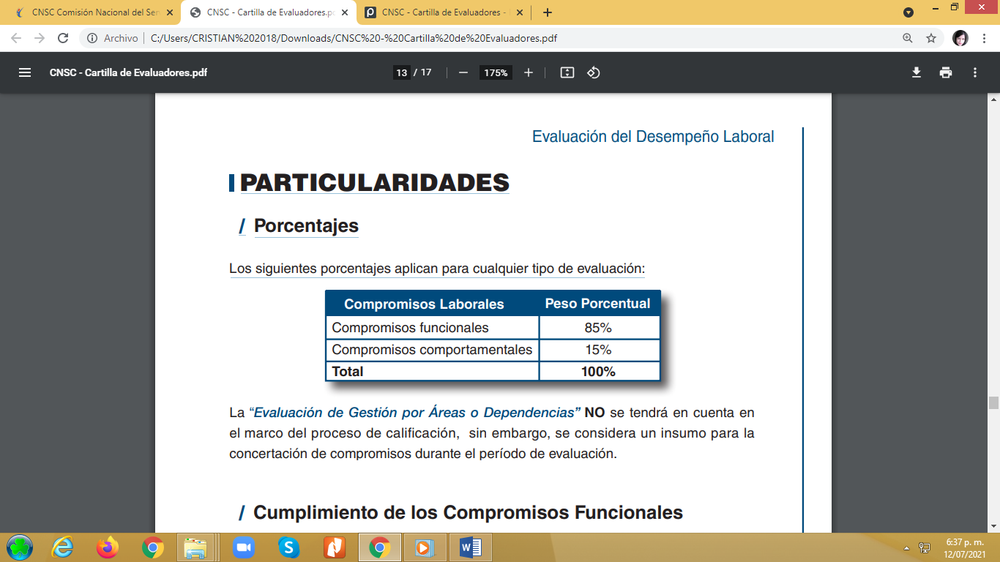 CNSC Comisión Nacional del Ser
CNSC - Cartilla de Evaluadores.pd
CNSC - Cartilla de Evaluadores -
Archivo C:/Users/CRISTIAN%202018/Downloads/CNSC%20-%20Cartilla%20de%20Evaluadores.pdf
CNSC - Cartilla de Evaluadores.pdf 13 / 17 175%
Evaluación del Desempeño Laboral
PARTICULARIDADES
/ Porcentajes
Los siguientes porcentajes aplican para cualquier tipo de evaluación:
Compromisos Laborales Peso Porcentual
Compromisos funcionales 85%
Compromisos comportamentales 15%
Total 100%
La “Evaluación de Gestión por Áreas o Dependencias” NO se tendrá en cuenta en
el marco del proceso de calificación, sin embargo, se considera un insumo para la
concertación de compromisos durante el período de evaluación.
/ Cumplimiento de los Compromisos Funcionales
6:37 p. m.
12/07/2021